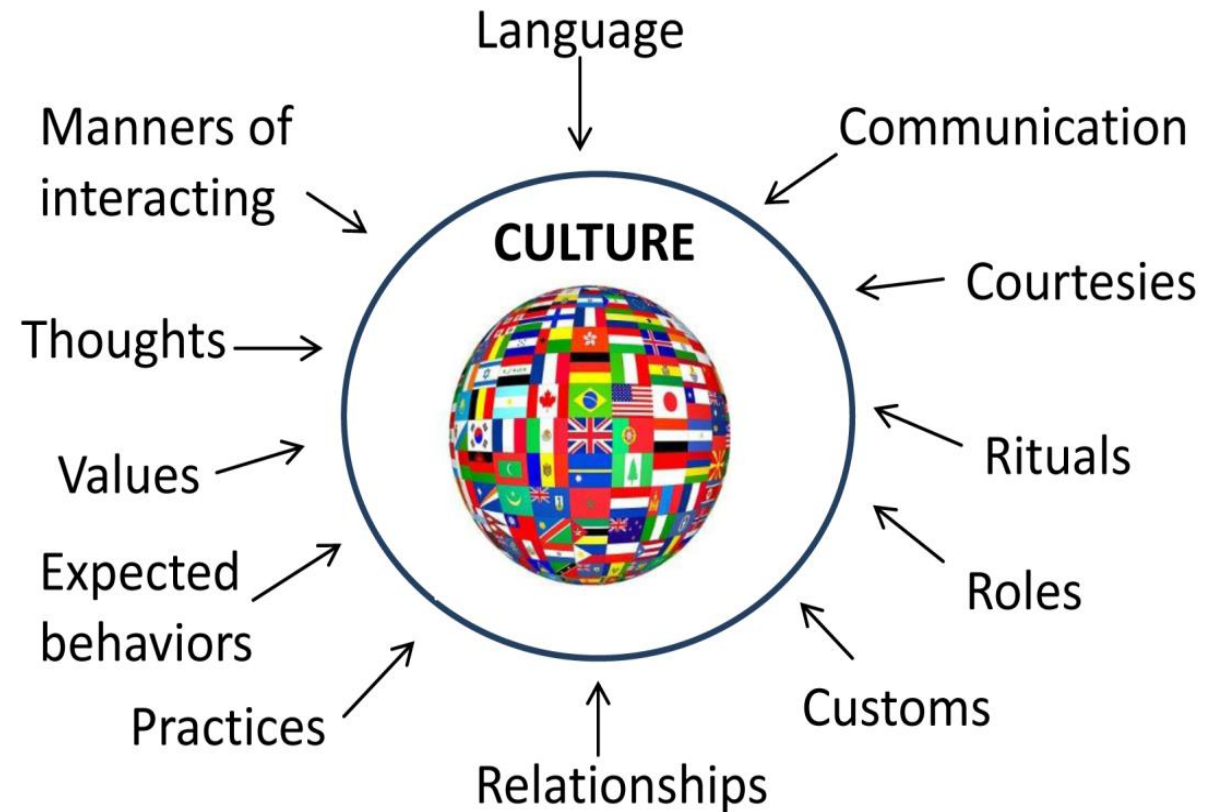 Language
Manners of
interacting
Communication
CULTURE
Courtesies
Thoughts
Values
Rituals
Expected
behaviors
Roles
Practices
Customs
Relationships